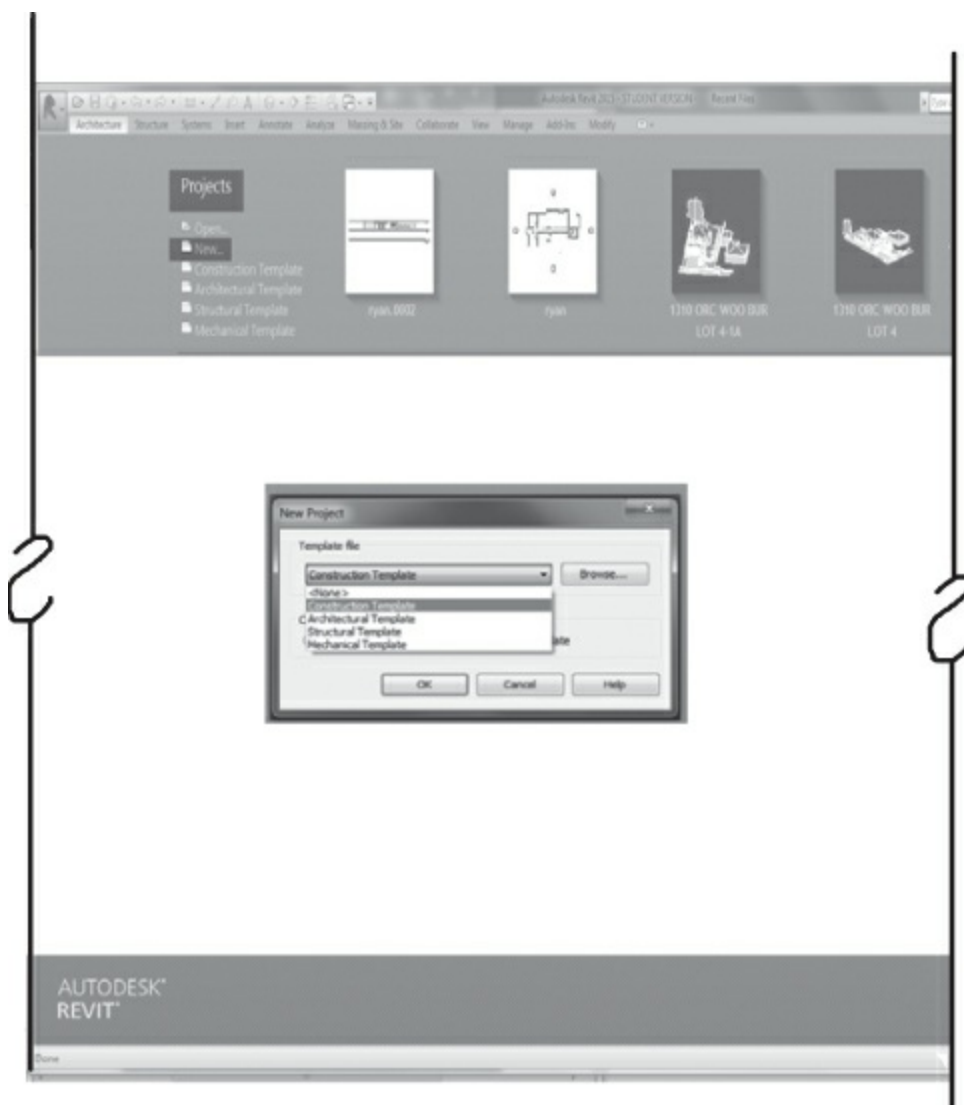 Autodesk Revit 2015 - STUDENT VERSION - Recent Files
Architecture Structure Systems Insert Annotate Analyze Massing & Site Collaborate View Manage Add-Ins Modify
Projects
Open...
New...
Construction Template
Architectural Template
Structural Template
Mechanical Template
ryan.0002
ryan
1310 ORC WOO BUR
LOT 4-1A
1310 ORC WOO BUR
LOT 4
New Project
Template file
Construction Template
Browse...
<None>
Construction Template
Architectural Template
Structural Template
Mechanical Template
OK Cancel Help
AUTODESK®
REVIT®
Done